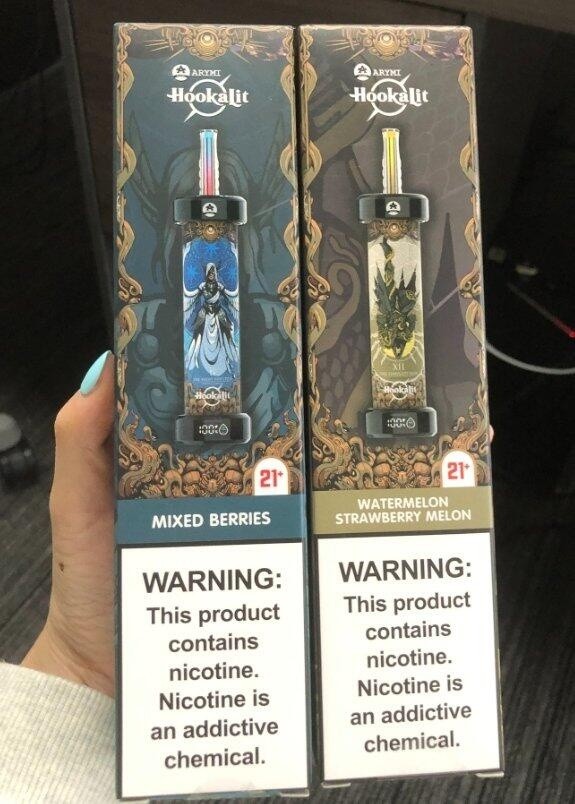 ARYMI
HookaLit
HookaLit
100%
21+
MIXED BERRIES
WARNING:
This product
contains
nicotine.
Nicotine is
an addictive
chemical.
ARYMI
HookaLit
XII
HookaLit
100%
21+
WATERMELON
STRAWBERRY MELON
WARNING:
This product
contains
nicotine.
Nicotine is
an addictive
chemical.